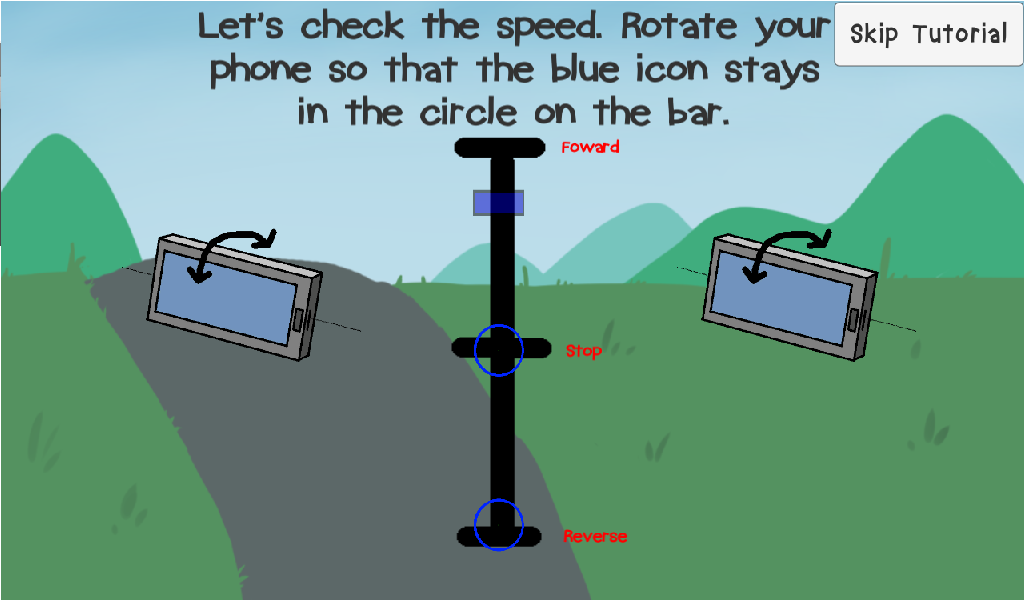 Let's check the speed. Rotate your
phone so that the blue icon stays
in the circle on the bar.
Skip Tutorial
Foward
Stop
Reverse